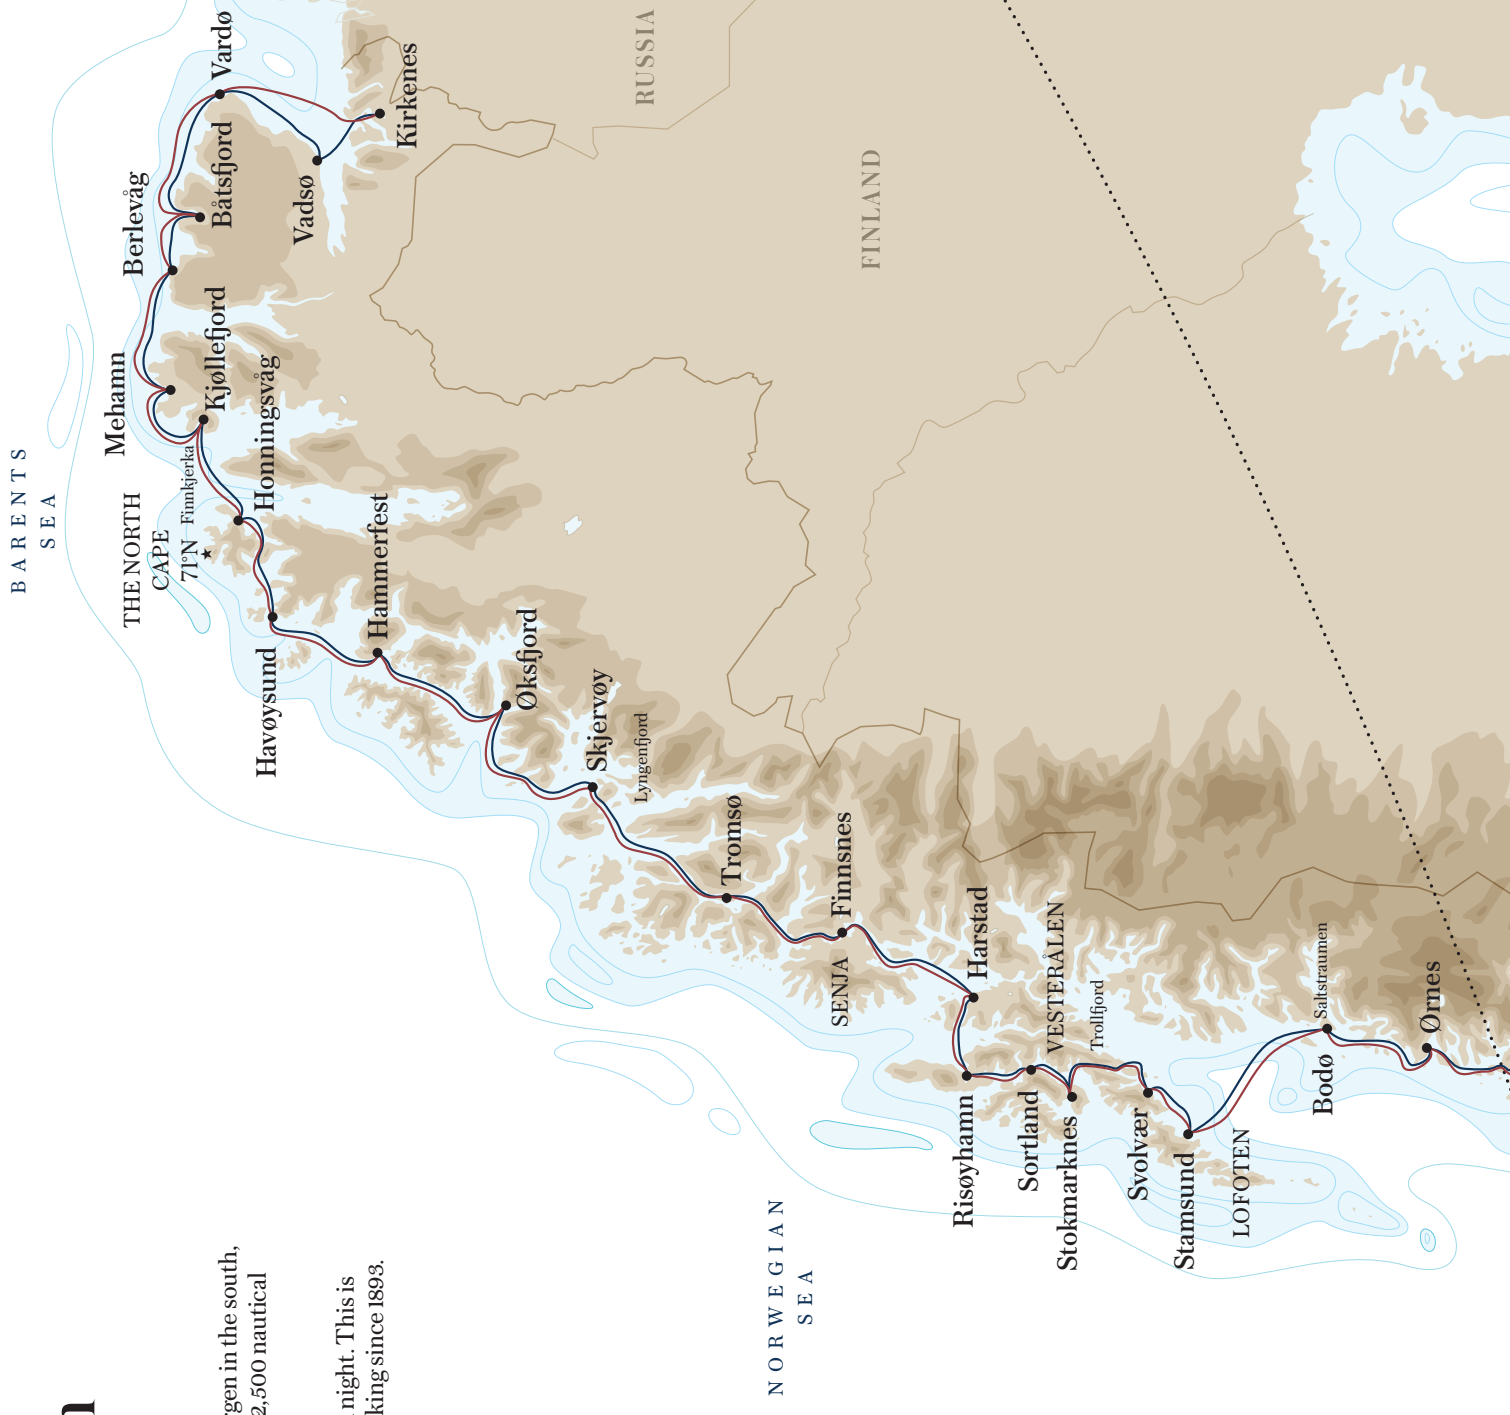 BARENTS
SEA
THE NORTH
CAPE
71°N
Finnkjerka
Mehamn
Berlevåg
Kjøllefjord
Båtsfjord
Vardø
Honningsvåg
Vadsø
Kirkenes
Havøysund
Hammerfest
Øksfjord
Skjervøy
Lyngenfjord
Tromsø
Finnsnes
SENJA
Harstad
VESTERÅLEN
Trollfjord
Risøyhamn
Sortland
Stokmarknes
Svolvær
Stamsund
LOFOTEN
Bodø
Saltstraumen
Ørnes
RUSSIA
FINLAND
NORWEGIAN
SEA
rgen in the south,
2,500 nautical
night. This is
king since 1893.